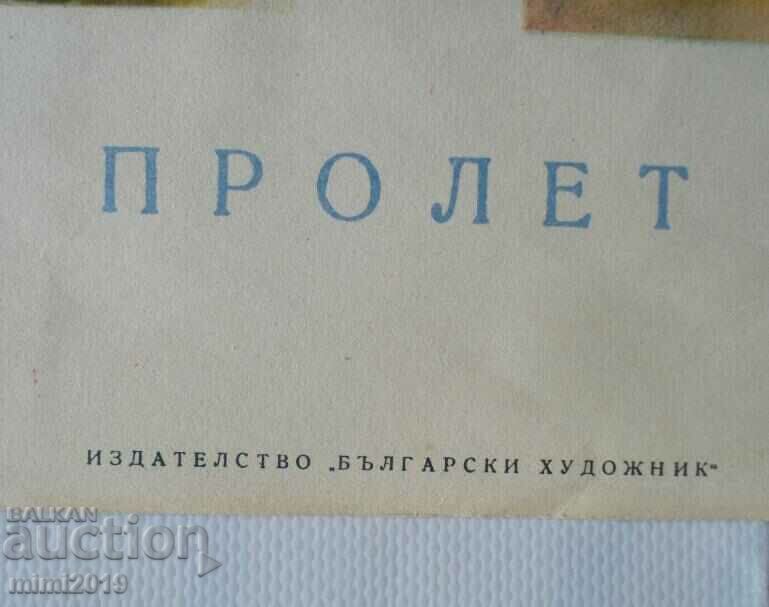 ПРОЛЕТ
ИЗДАТЕЛСТВО „БЪЛГАРСКИ ХУДОЖНИК“
BALKAN
auction
mimi2019